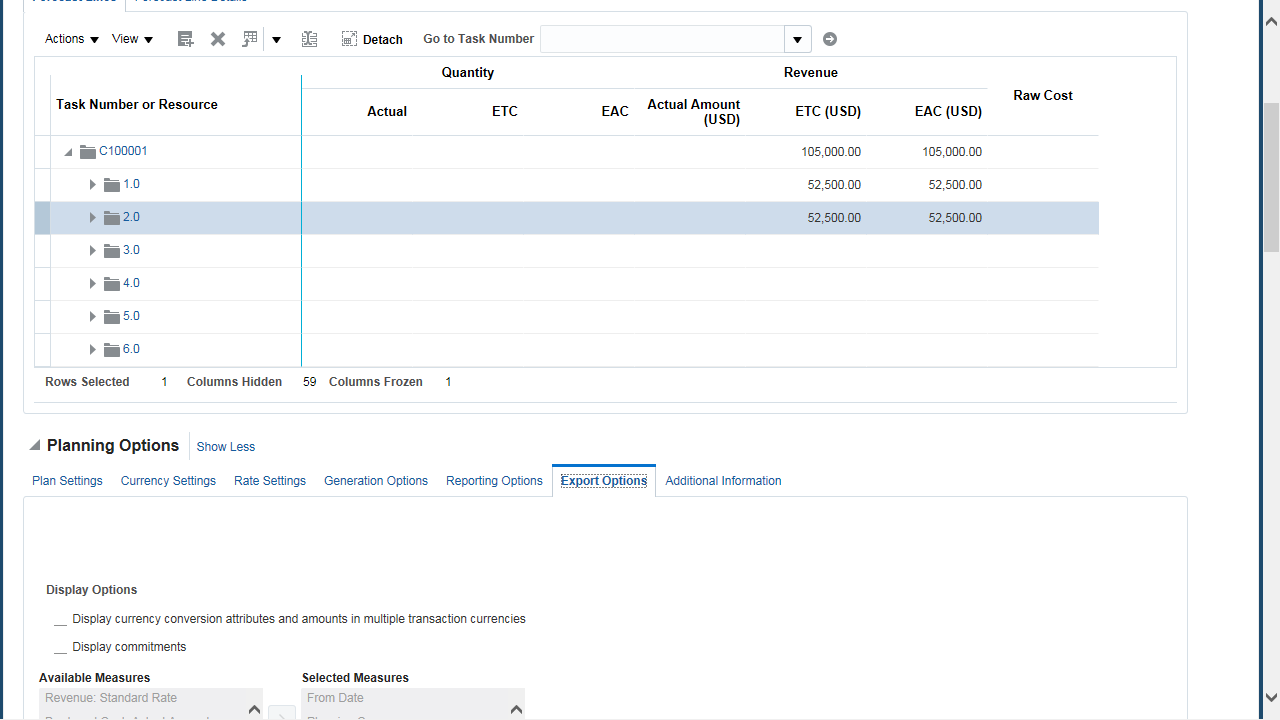 Forecast Lines Forecast Line Details
Actions View Detach Go to Task Number
Quantity Revenue
Task Number or Resource Actual ETC EAC Actual Amount (USD) ETC (USD) EAC (USD) Raw Cost
C100001 105,000.00 105,000.00
1.0 52,500.00 52,500.00
2.0 52,500.00 52,500.00
3.0
4.0
5.0
6.0
Rows Selected 1 Columns Hidden 59 Columns Frozen 1
Planning Options Show Less
Plan Settings Currency Settings Rate Settings Generation Options Reporting Options Export Options Additional Information
Display Options
Display currency conversion attributes and amounts in multiple transaction currencies
Display commitments
Available Measures Selected Measures
Revenue: Standard Rate From Date